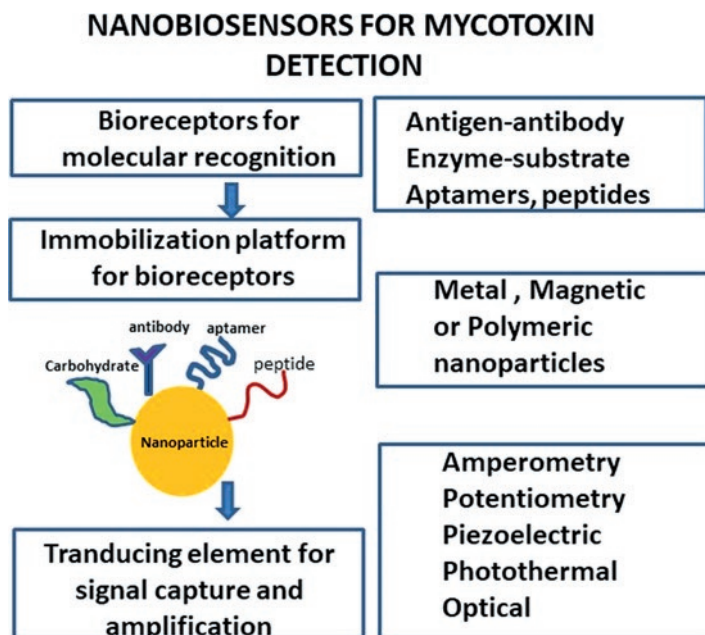 NANOBIOSENSORS FOR MYCOTOXIN
DETECTION
Bioreceptors for
molecular recognition
Antigen-antibody
Enzyme-substrate
Aptamers, peptides
Immobilization platform
for bioreceptors
Metal , Magnetic
or Polymeric
nanoparticles
antibody
aptamer
Carbohydrate
peptide
Nanoparticle
Tranducing element for
signal capture and
amplification
Amperometry
Potentiometry
Piezoelectric
Photothermal
Optical